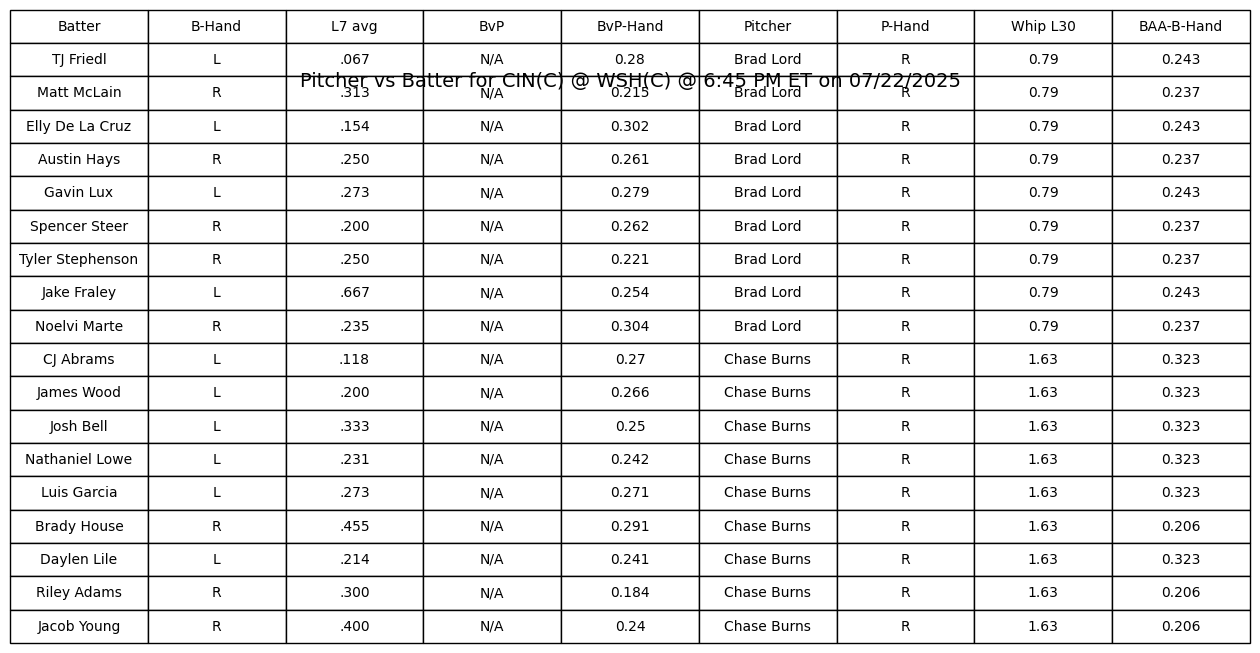 Batter B-Hand L7 avg BvP BvP-Hand Pitcher P-Hand Whip L30 BAA-B-Hand
TJ Friedl L .067 N/A 0.28 Brad Lord R 0.79 0.243
Pitcher vs Batter for CIN(C) @ WSH(C) @ 6:45 PM ET on 07/22/2025
Matt McLain R .313 N/A 0.215 Brad Lord R 0.79 0.237
Elly De La Cruz L .154 N/A 0.302 Brad Lord R 0.79 0.243
Austin Hays R .250 N/A 0.261 Brad Lord R 0.79 0.237
Gavin Lux L .273 N/A 0.279 Brad Lord R 0.79 0.243
Spencer Steer R .200 N/A 0.262 Brad Lord R 0.79 0.237
Tyler Stephenson R .250 N/A 0.221 Brad Lord R 0.79 0.237
Jake Fraley L .667 N/A 0.254 Brad Lord R 0.79 0.243
Noelvi Marte R .235 N/A 0.304 Brad Lord R 0.79 0.237
CJ Abrams L .118 N/A 0.27 Chase Burns R 1.63 0.323
James Wood L .200 N/A 0.266 Chase Burns R 1.63 0.323
Josh Bell L .333 N/A 0.25 Chase Burns R 1.63 0.323
Nathaniel Lowe L .231 N/A 0.242 Chase Burns R 1.63 0.323
Luis Garcia L .273 N/A 0.271 Chase Burns R 1.63 0.323
Brady House R .455 N/A 0.291 Chase Burns R 1.63 0.206
Daylen Lile L .214 N/A 0.241 Chase Burns R 1.63 0.323
Riley Adams R .300 N/A 0.184 Chase Burns R 1.63 0.206
Jacob Young R .400 N/A 0.24 Chase Burns R 1.63 0.206